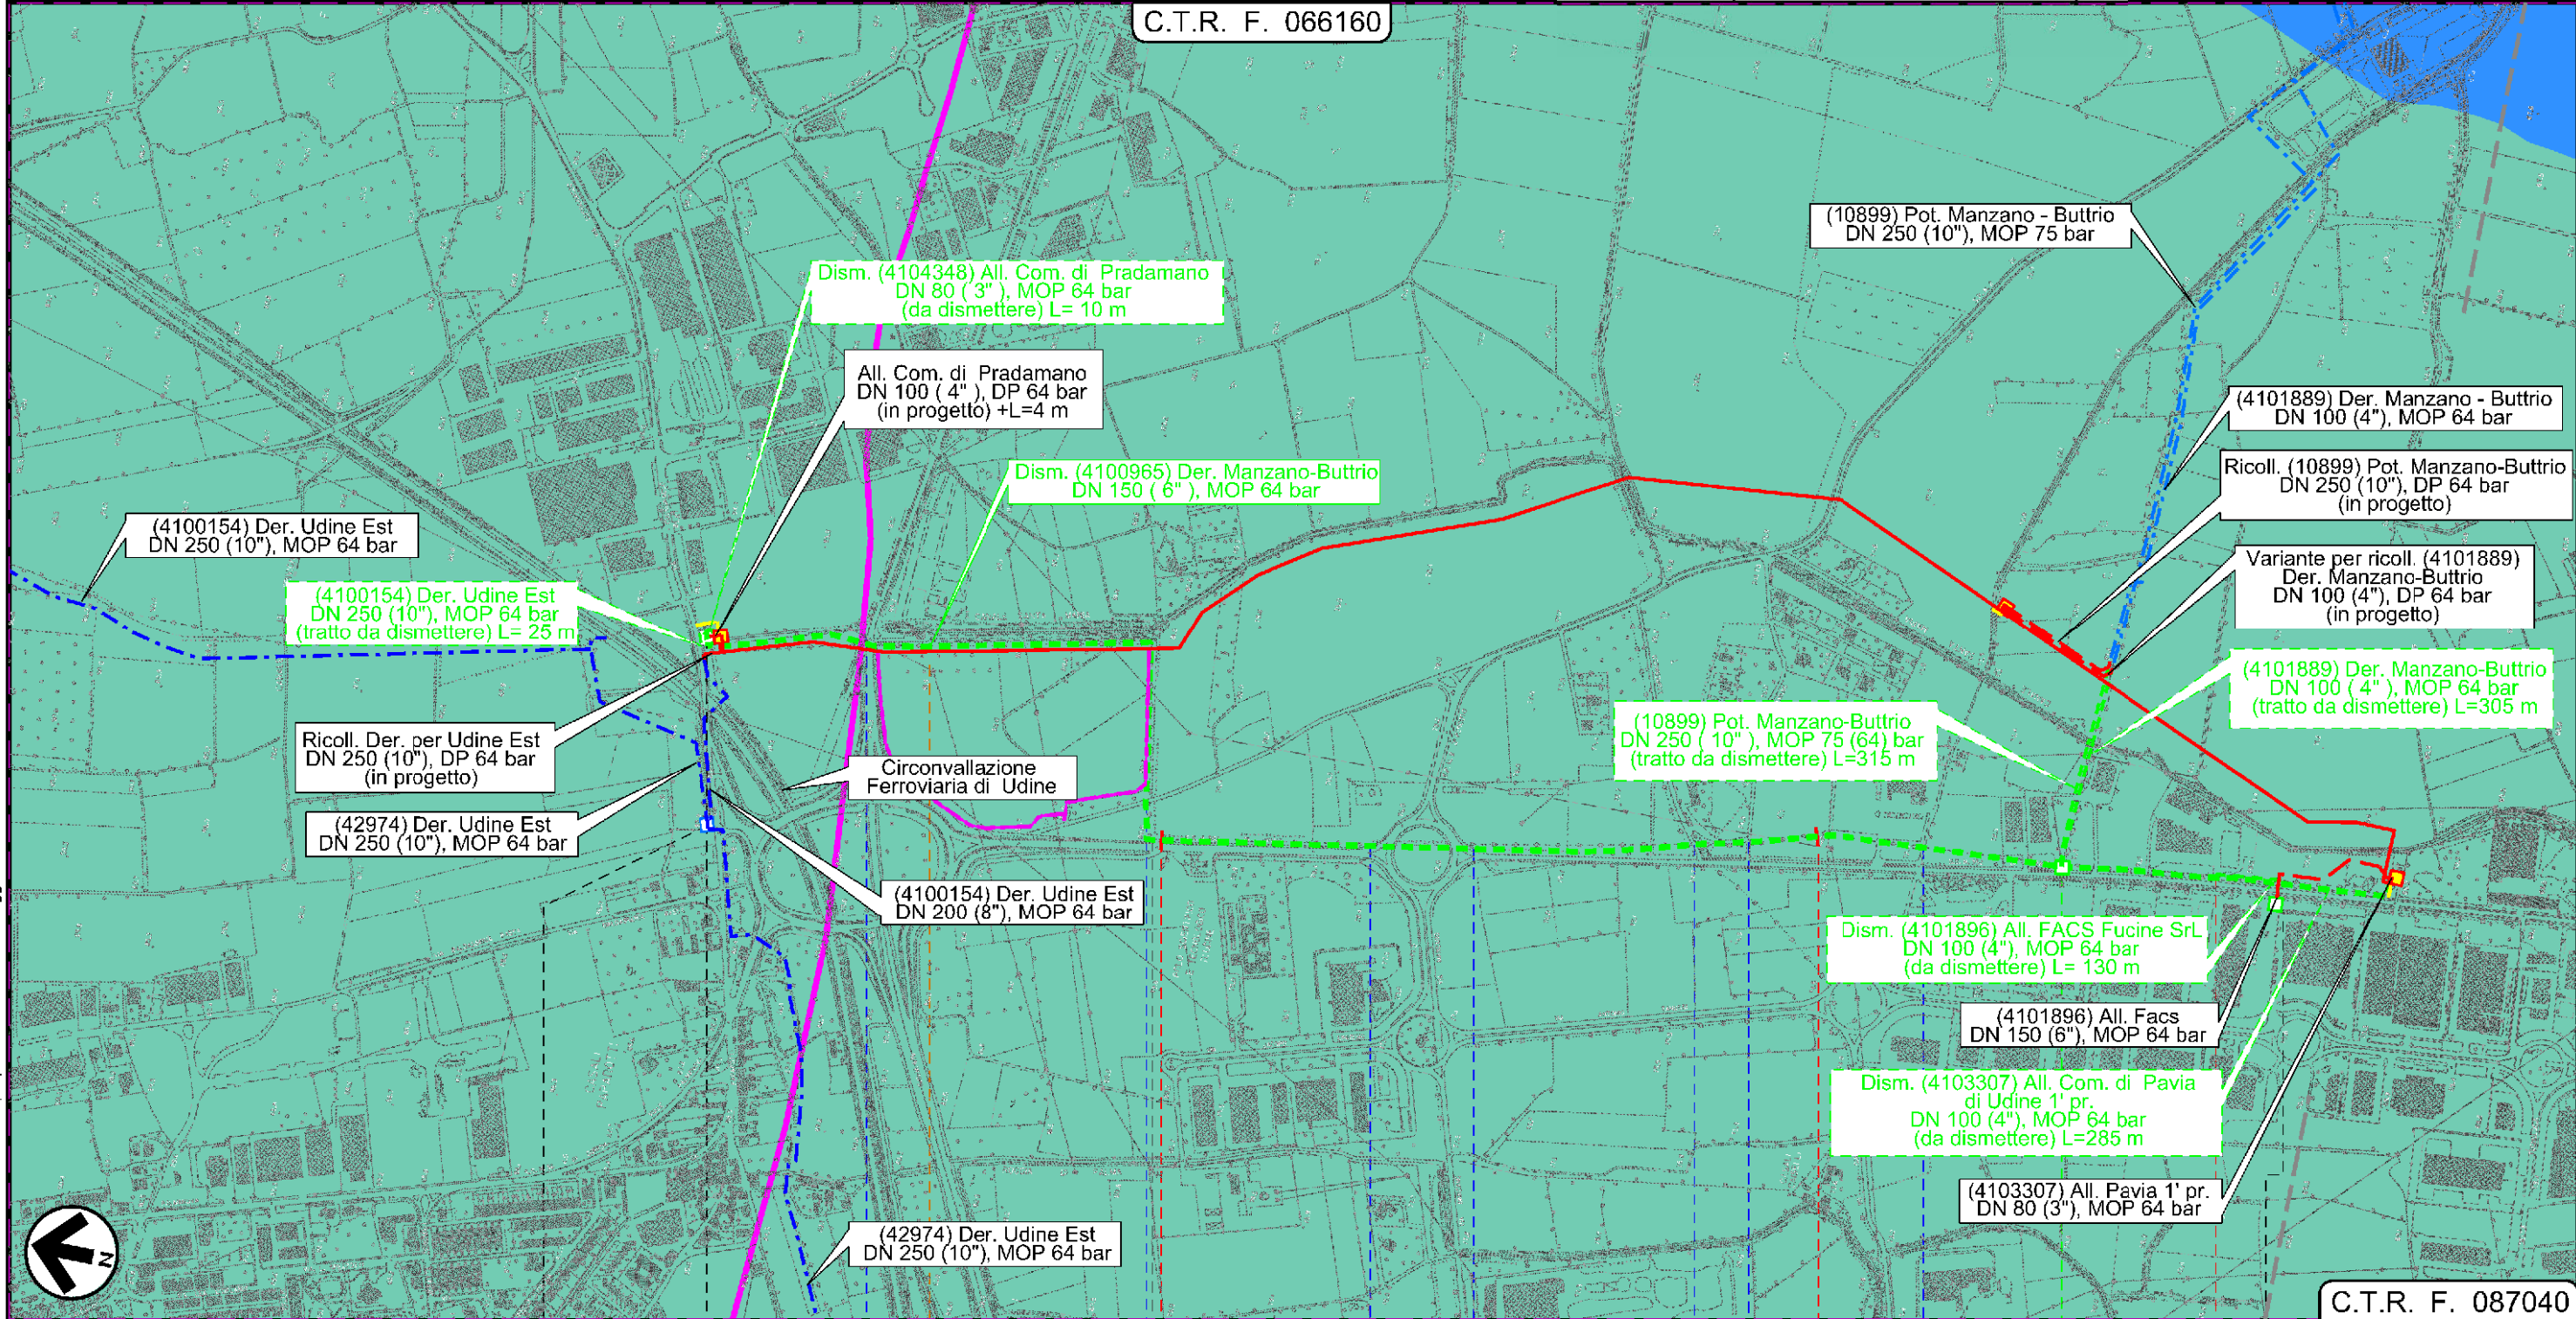 C.T.R. F. 066160
(10899) Pot. Manzano - Buttrio
DN 250 (10"), MOP 75 bar
Dism. (4104348) All. Com. di Pradamano
DN 80 ( 3" ), MOP 64 bar
(da dismettere) L= 10 m
All. Com. di Pradamano
DN 100 ( 4" ), DP 64 bar
(in progetto) +L=4 m
(4101889) Der. Manzano - Buttrio
DN 100 (4"), MOP 64 bar
Dism. (4100965) Der. Manzano-Buttrio
DN 150 ( 6" ), MOP 64 bar
Ricoll. (10899) Pot. Manzano-Buttrio
DN 250 (10"), DP 64 bar
(in progetto)
(4100154) Der. Udine Est
DN 250 (10"), MOP 64 bar
Variante per ricoll. (4101889)
Der. Manzano-Buttrio
DN 100 (4"), DP 64 bar
(in progetto)
(4100154) Der. Udine Est
DN 250 (10"), MOP 64 bar
(tratto da dismettere) L= 25 m
(4101889) Der. Manzano-Buttrio
DN 100 ( 4" ), MOP 64 bar
(tratto da dismettere) L=305 m
(10899) Pot. Manzano-Buttrio
DN 250 ( 10" ), MOP 75 (64) bar
(tratto da dismettere) L=315 m
Ricoll. Der. per Udine Est
DN 250 (10"), DP 64 bar
(in progetto)
Circonvallazione
Ferroviaria di Udine
(42974) Der. Udine Est
DN 250 (10"), MOP 64 bar
(4100154) Der. Udine Est
DN 200 (8"), MOP 64 bar
Dism. (4101896) All. FACS Fucine SrL
DN 100 (4"), MOP 64 bar
(da dismettere) L= 130 m
(4101896) All. Facs
DN 150 (6"), MOP 64 bar
Dism. (4103307) All. Com. di Pavia
di Udine 1' pr.
DN 100 (4"), MOP 64 bar
(da dismettere) L=285 m
(4103307) All. Pavia 1' pr.
DN 80 (3"), MOP 64 bar
(42974) Der. Udine Est
DN 250 (10"), MOP 64 bar
N
C.T.R. F. 087040